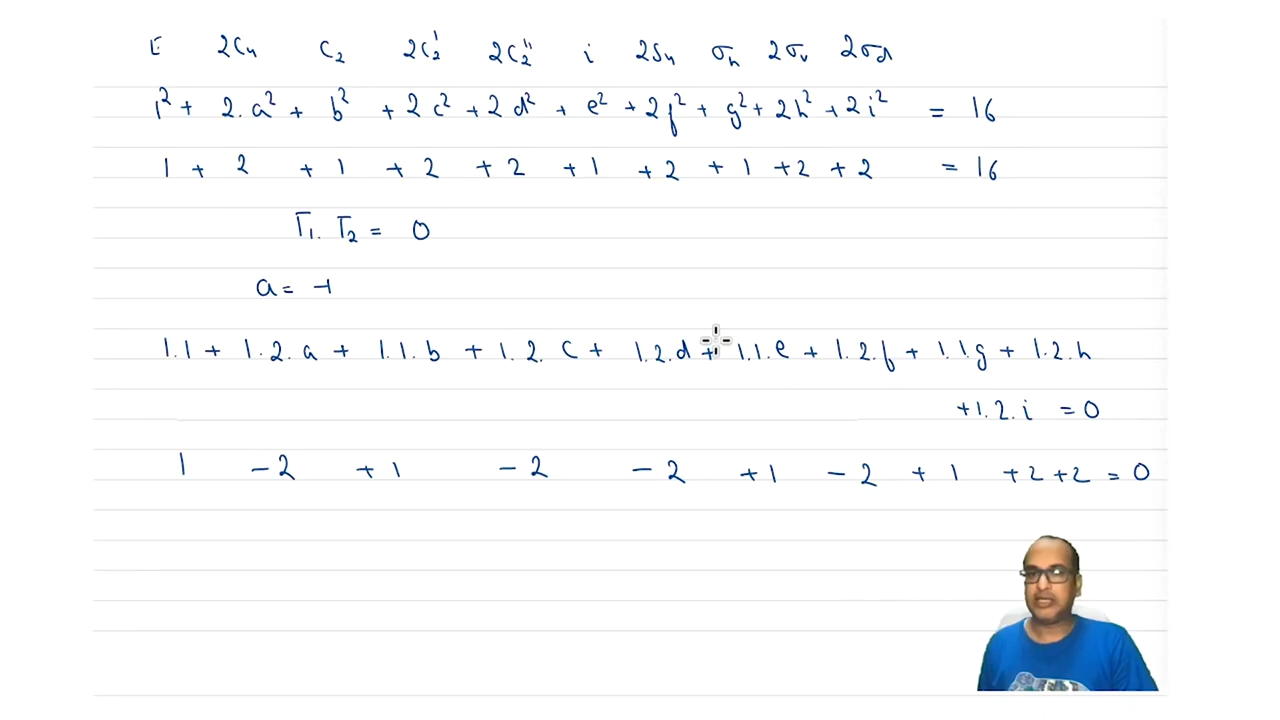 E 2C₄ C₂ 2C₂' 2C₂" i 2S₄ σₕ 2σᵥ 2σd
1² + 2.a² + b² + 2c² + 2d² + e² + 2f² + g² + 2h² + 2i² = 16
1 + 2 + 1 + 2 + 2 + 1 + 2 + 1 + 2 + 2 = 16
Γ₁. Γ₂ = 0
a = -1
1.1 + 1.2.a + 1.1.b + 1.2.c + 1.2.d + 1.1.e + 1.2.f + 1.1g + 1.2.h
+1.2.i = 0
1 -2 +1 -2 -2 +1 -2 +1 +2 +2 = 0